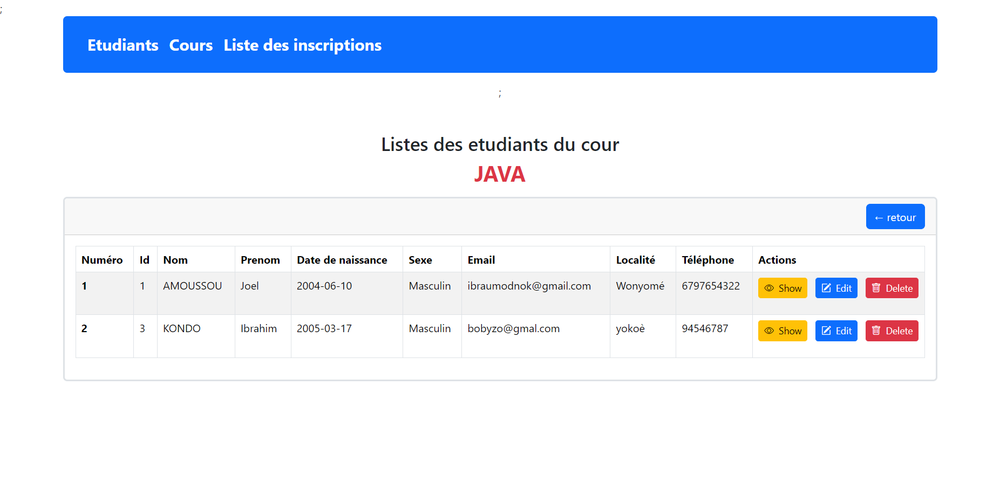 ;
Etudiants Cours Liste des inscriptions
;
Listes des etudiants du cour
JAVA
← retour
Numéro Id Nom Prenom Date de naissance Sexe Email Localité Téléphone Actions
1 1 AMOUSSOU Joel 2004-06-10 Masculin ibraumodnok@gmail.com Wonyomé 6797654322 Show Edit Delete
2 3 KONDO Ibrahim 2005-03-17 Masculin bobyzo@gmal.com yokoè 94546787 Show Edit Delete